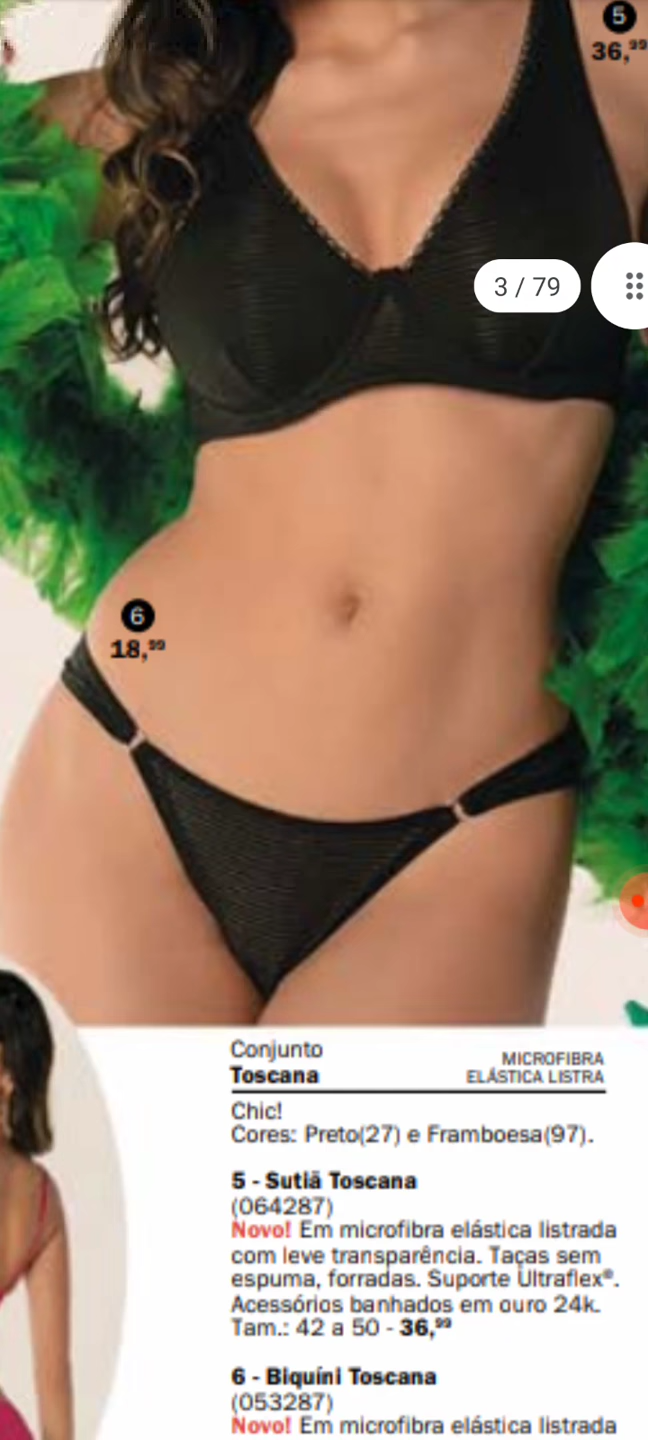 5
36,99
3 / 79
6
18,99
Conjunto
Toscana
MICROFIBRA
ELÁSTICA LISTRA
Chic!
Cores: Preto(27) e Framboesa(97).
5 - Sutiã Toscana
(064287)
Novo! Em microfibra elástica listrada
com leve transparência. Taças sem
espuma, forradas. Suporte Ultraflex®.
Acessórios banhados em ouro 24k.
Tam.: 42 a 50 - 36,99
6 - Biquíni Toscana
(053287)
Novo! Em microfibra elástica listrada